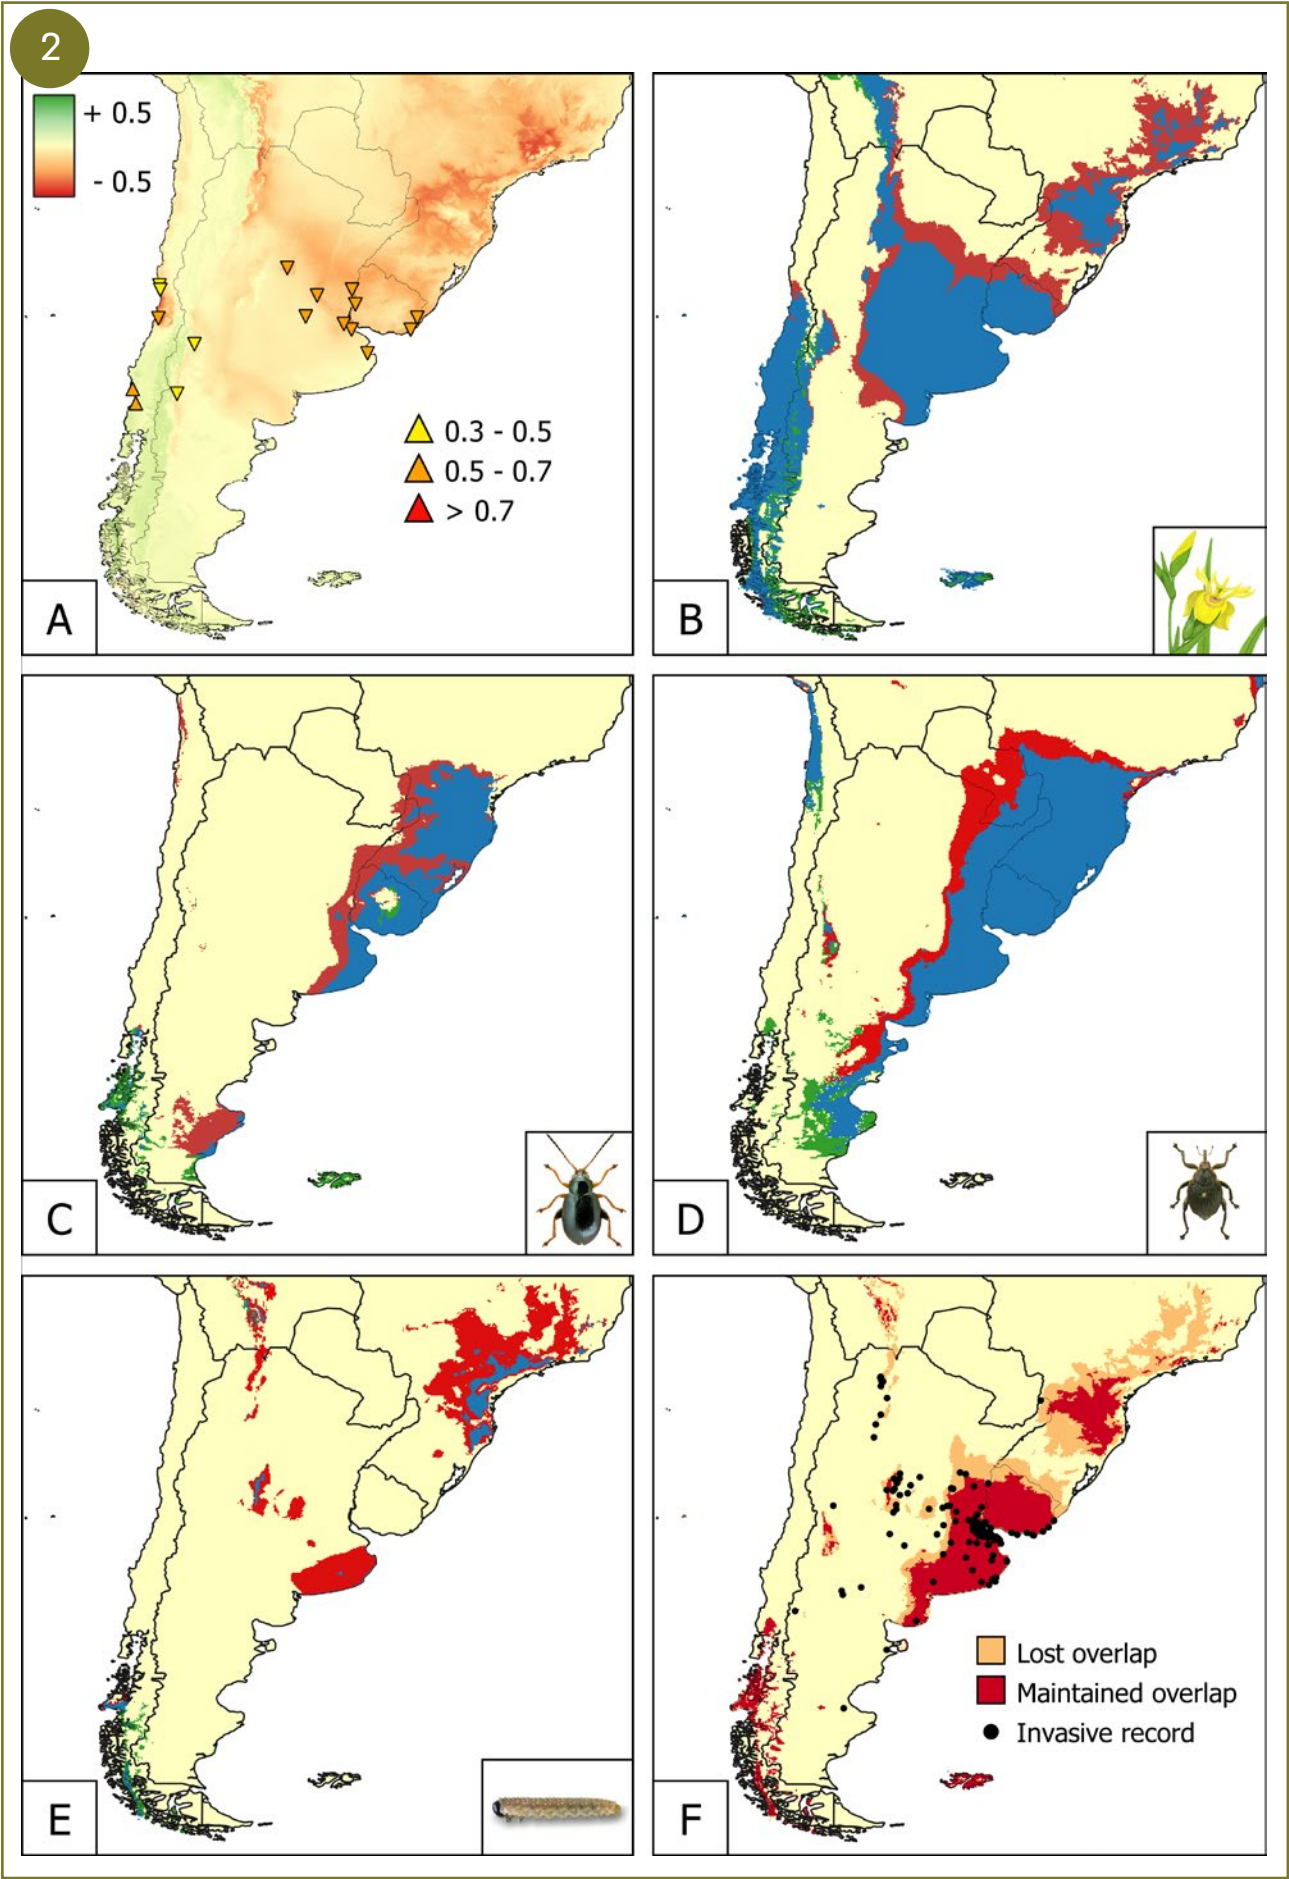 2
+ 0.5
- 0.5
0.3 - 0.5
0.5 - 0.7
> 0.7
A
B
C
D
Lost overlap
Maintained overlap
Invasive record
E
F